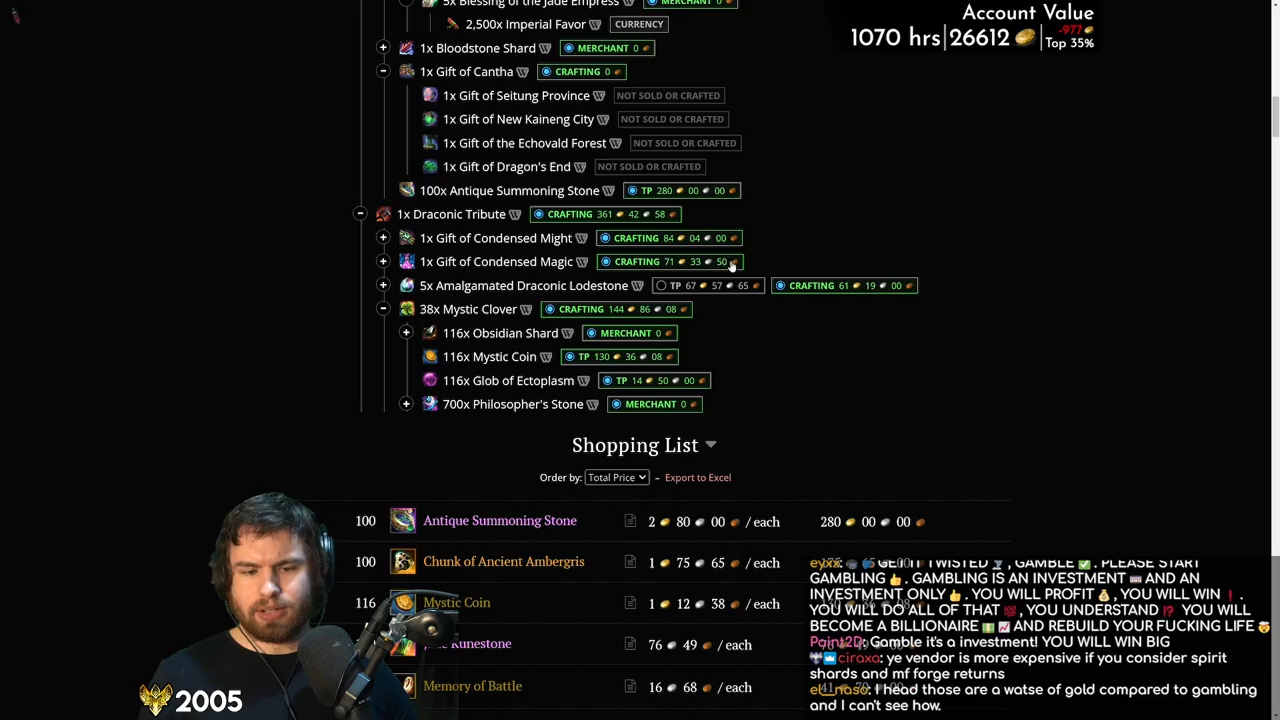 5x Blessing of the Jade Empress MERCHANT 0
2,500x Imperial Favor CURRENCY
1x Bloodstone Shard MERCHANT 0
1x Gift of Cantha CRAFTING 0
1x Gift of Seitung Province NOT SOLD OR CRAFTED
1x Gift of New Kaineng City NOT SOLD OR CRAFTED
1x Gift of the Echovald Forest NOT SOLD OR CRAFTED
1x Gift of Dragon's End NOT SOLD OR CRAFTED
100x Antique Summoning Stone TP 280 00 00
1x Draconic Tribute CRAFTING 361 42 58
1x Gift of Condensed Might CRAFTING 84 04 00
1x Gift of Condensed Magic CRAFTING 71 33 50
5x Amalgamated Draconic Lodestone TP 67 57 65 CRAFTING 61 19 00
38x Mystic Clover CRAFTING 144 86 08
116x Obsidian Shard MERCHANT 0
116x Mystic Coin TP 130 36 08
116x Glob of Ectoplasm TP 14 50 00
700x Philosopher's Stone MERCHANT 0
Account Value
1070 hrs|26612
-977
Top 35%
Shopping List
Order by: Total Price – Export to Excel
100 Antique Summoning Stone 2 80 00 / each 280 00 00
100 Chunk of Ancient Ambergris 1 75 65 / each
116 Mystic Coin 1 12 38 / each
Runestone 76 49 / each
Memory of Battle 16 68 / each
GAMBLE. PLEASE START
GAMBLING. GAMBLING IS AN INVESTMENT AND AN
INVESTMENT ONLY. YOU WILL PROFIT, YOU WILL WIN.
YOU WILL DO ALL OF THAT, YOU UNDERSTAND YOU WILL
BECOME A BILLIONAIRE AND REBUILD YOUR FUCKING LIFE
Point2D: Gamble it's a investment! YOU WILL WIN BIG
ciraxa: ye vendor is more expensive if you consider spirit
shards and mf forge returns
el_naso: I head those are a watse of gold compared to gambling
and I can't see how.
2005